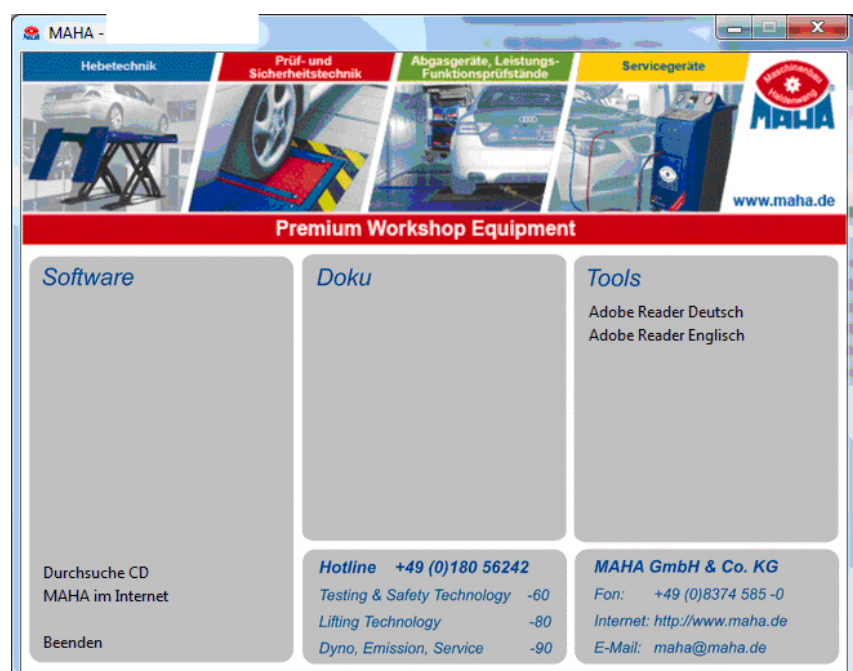 MAHA -
Hebetechnik
Prüf- und
Sicherheitstechnik
Abgasgeräte, Leistungs-
Funktionsprüfstände
Servicegeräte
Maschinenbau
Haldenwang
MAHA
www.maha.de
Premium Workshop Equipment
Software
Durchsuche CD
MAHA im Internet
Beenden
Doku
Tools
Adobe Reader Deutsch
Adobe Reader Englisch
Hotline +49 (0)180 56242
Testing & Safety Technology -60
Lifting Technology -80
Dyno, Emission, Service -90
MAHA GmbH & Co. KG
Fon: +49 (0)8374 585 -0
Internet: http://www.maha.de
E-Mail: maha@maha.de